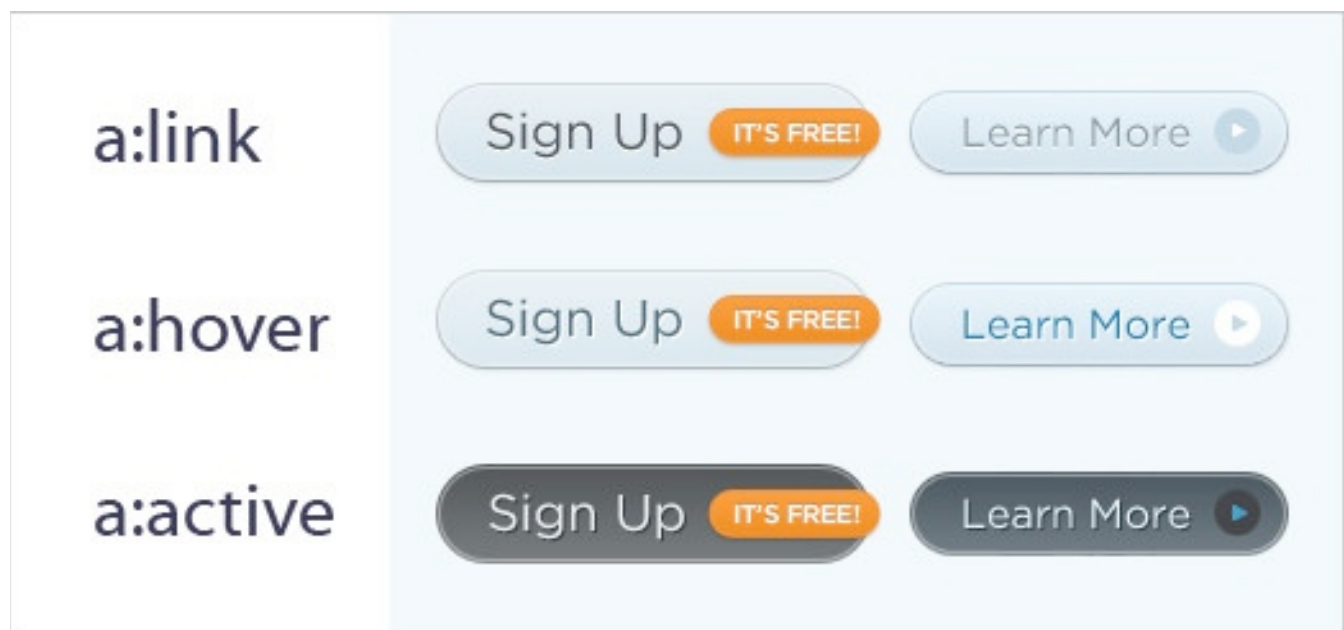 a:link Sign Up IT'S FREE! Learn More
a:hover Sign Up IT'S FREE! Learn More
a:active Sign Up IT'S FREE! Learn More